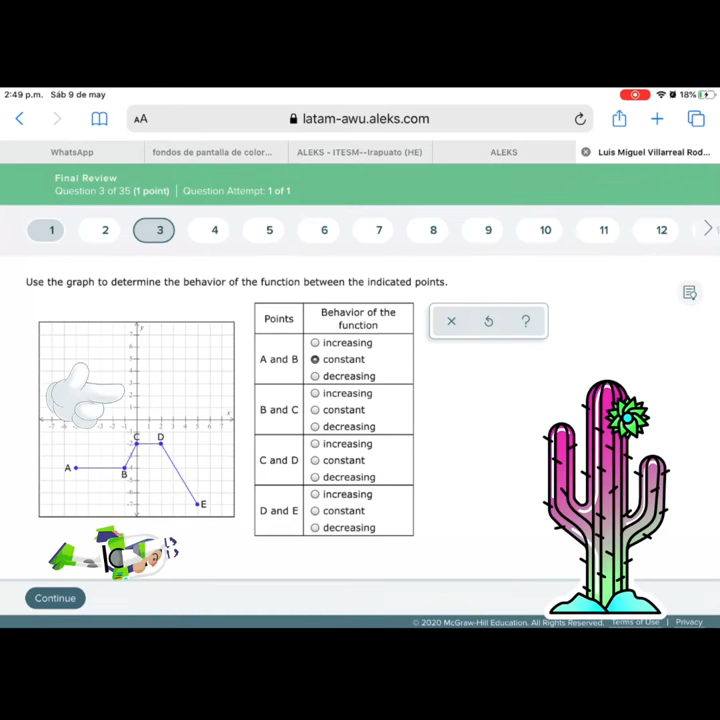 2:49 p.m. Sáb 9 de may
18%
AA
latam-awu.aleks.com
WhatsApp
fondos de pantalla de color...
ALEKS - ITESM--Irapuato (HE)
ALEKS
Luis Miguel Villarreal Rod...
Final Review
Question 3 of 35 (1 point) | Question Attempt: 1 of 1
1 2 3 4 5 6 7 8 9 10 11 12
Use the graph to determine the behavior of the function between the indicated points.
Points
Behavior of the
function
A and B
increasing
constant
decreasing
B and C
increasing
constant
decreasing
C and D
increasing
constant
decreasing
D and E
increasing
constant
decreasing
?
y
x
C D
A
B
E
Continue
© 2020 McGraw-Hill Education. All Rights Reserved. Terms of Use | Privacy